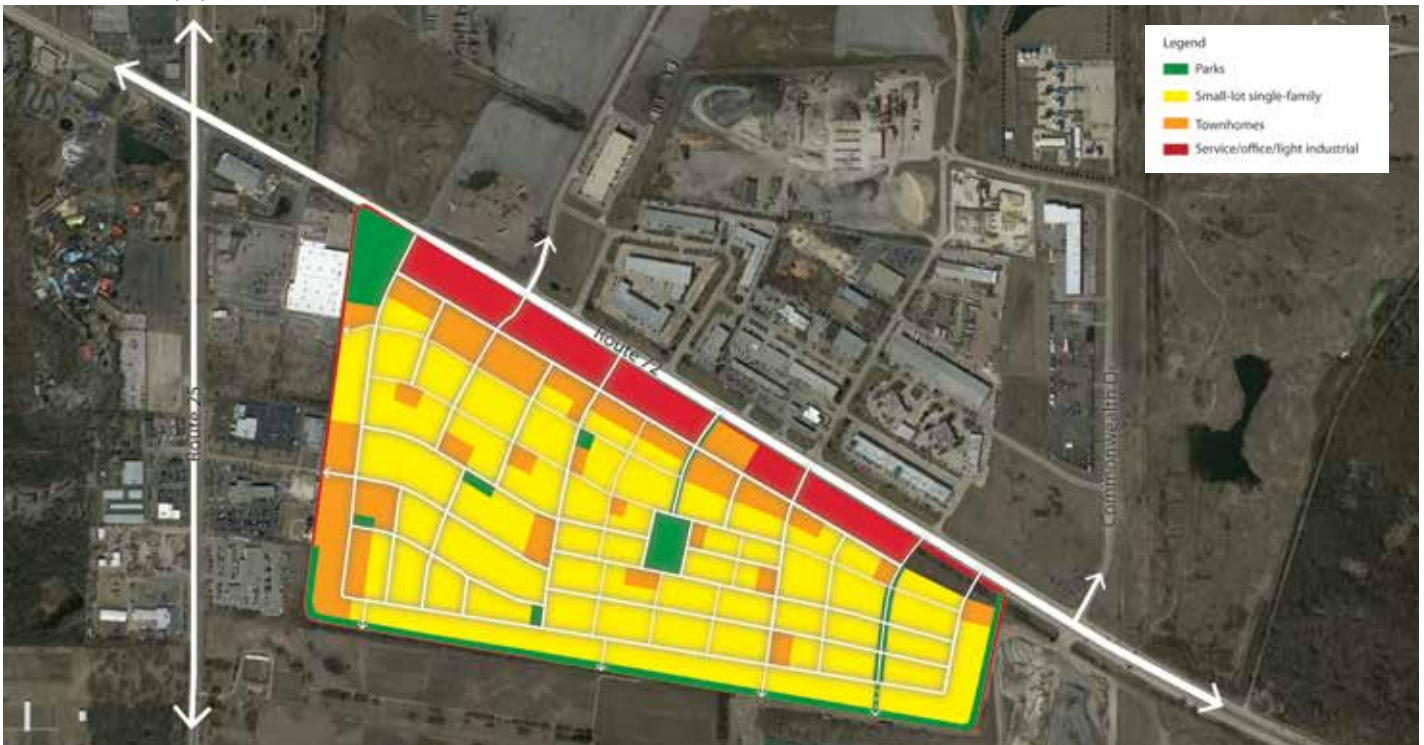 Legend
Parks
Small-lot single-family
Townhomes
Service/office/light industrial
Route 72
Route 25
Commonwealth Dr